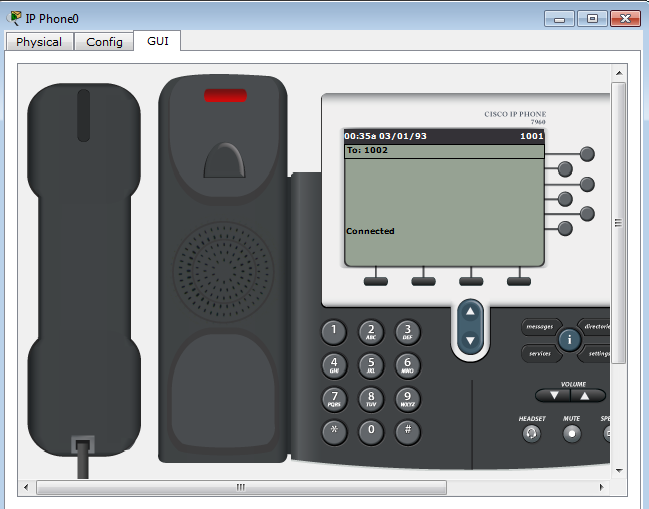 IP Phone0
Physical Config GUI
CISCO IP PHONE
7960
00:35a 03/01/93 1001
To: 1002
Connected
1 2 ABC 3 DEF
messages directorie
i
4 GHI 5 JKL 6 MNO
services settings
7 PQRS 8 TUV 9 WXYZ
VOLUME
* 0 #
HEADSET MUTE SPE